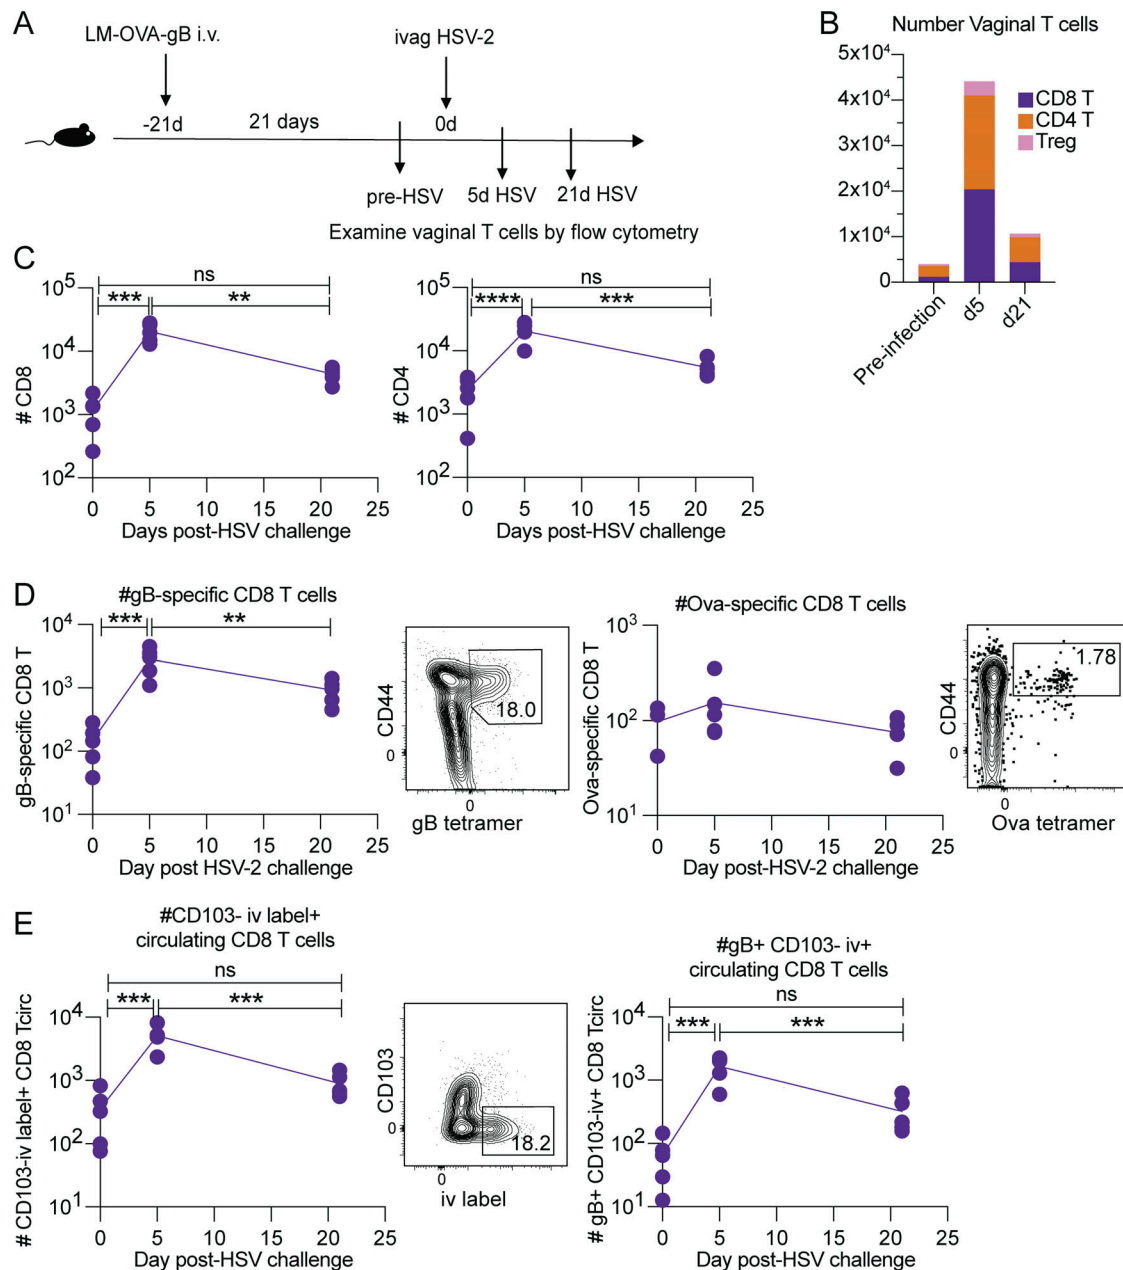 A
LM-OVA-gB i.v.
ivag HSV-2
-21d
21 days
0d
pre-HSV
5d HSV
21d HSV
Examine vaginal T cells by flow cytometry
B
Number Vaginal T cells
5x10⁴
4x10⁴
3x10⁴
2x10⁴
1x10⁴
0
CD8 T
CD4 T
Treg
Pre-infection
d5
d21
C
ns
***
**
# CD8
10⁵
10⁴
10³
10²
0 5 10 15 20 25
Days post-HSV challenge
ns
****
***
# CD4
10⁵
10⁴
10³
10²
0 5 10 15 20 25
Days post-HSV challenge
D
#gB-specific CD8 T cells
***
**
gB-specific CD8 T
10⁴
10³
10²
10¹
0 5 10 15 20 25
Day post HSV-2 challenge
CD44
0
18.0
0
gB tetramer
#Ova-specific CD8 T cells
Ova-specific CD8 T
10³
10²
10¹
0 5 10 15 20 25
Day post-HSV-2 challenge
CD44
0
1.78
0
Ova tetramer
E
#CD103- iv label+
circulating CD8 T cells
ns
***
***
# CD103-iv label+ CD8 Tcirc
10⁴
10³
10²
10¹
0 5 10 15 20 25
Day post-HSV challenge
CD103
0
18.2
0
iv label
#gB+ CD103- iv+
circulating CD8 T cells
ns
***
***
# gB+ CD103-iv+ CD8 Tcirc
10⁴
10³
10²
10¹
0 5 10 15 20 25
Day post-HSV challenge